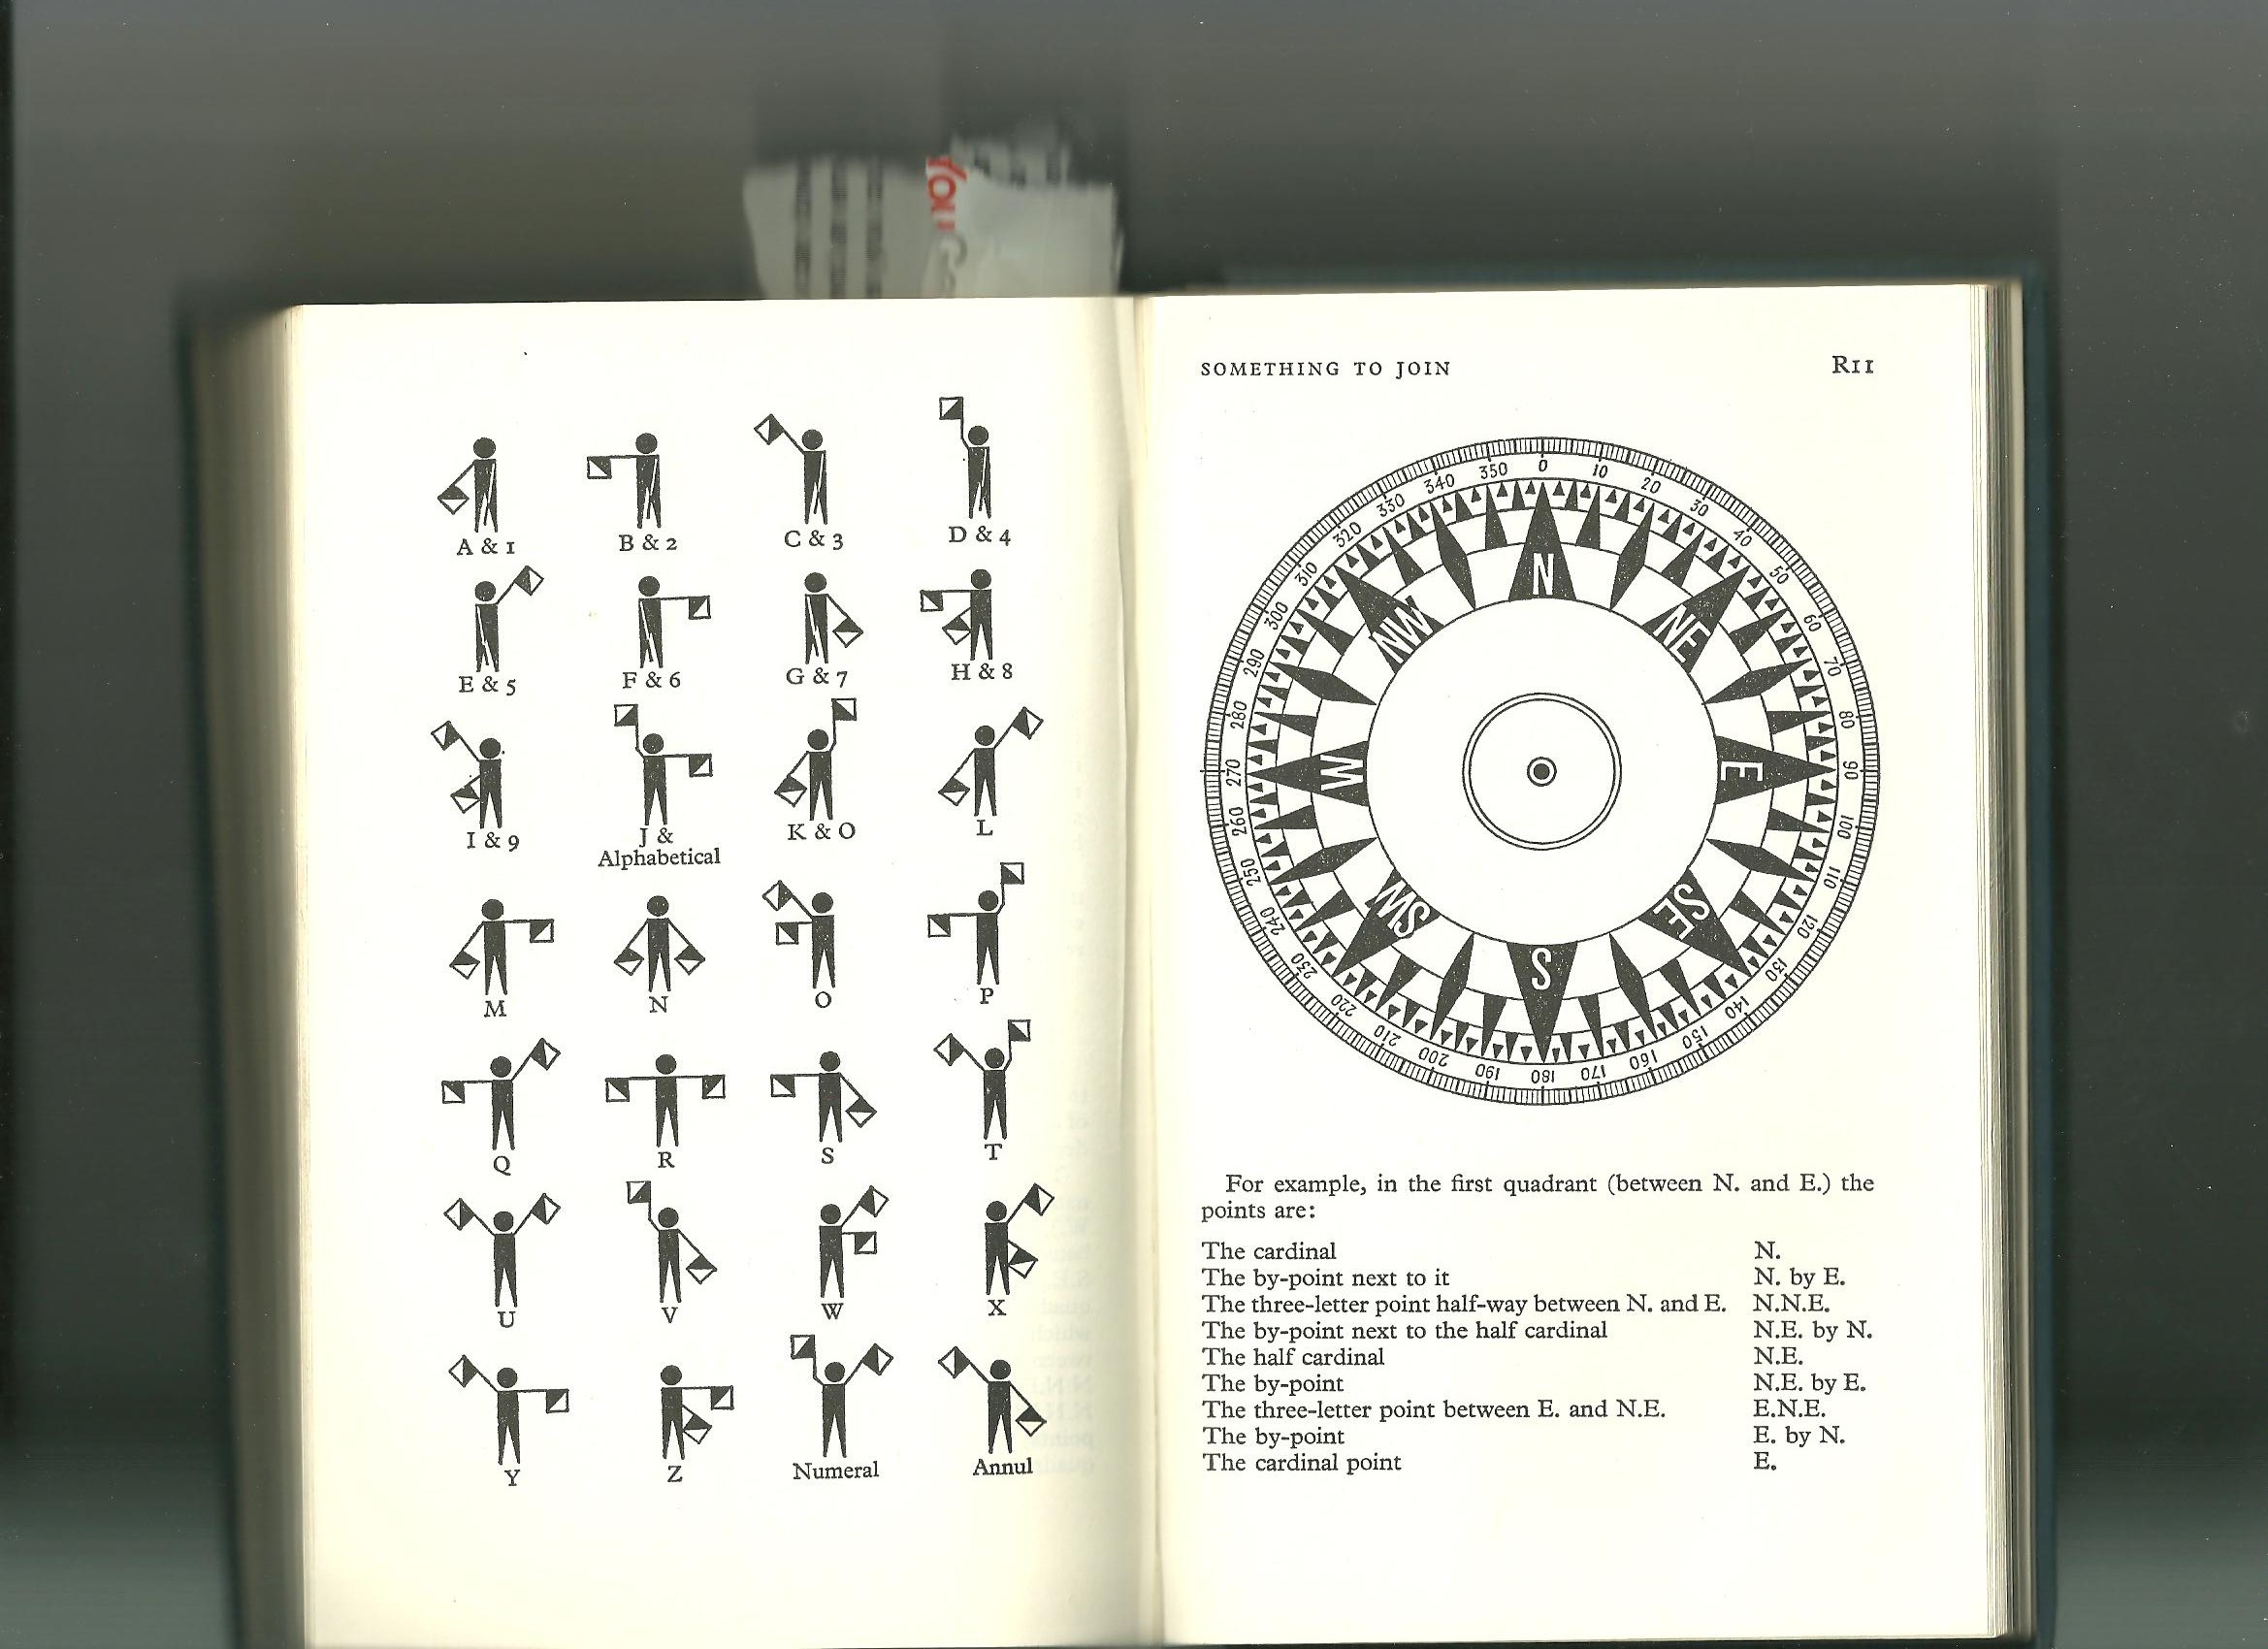 You
A & 1
B & 2
C & 3
D & 4
E & 5
F & 6
G & 7
H & 8
I & 9
J &
Alphabetical
K & O
L
M
N
O
P
Q
R
S
T
U
V
W
X
Y
Z
Numeral
Annul
SOMETHING TO JOIN R11
0
10
20
30
40
50
60
70
80
90
100
110
120
130
140
150
160
170
180
190
200
210
220
230
240
250
260
270
280
290
300
310
320
330
340
350
N
NE
E
SE
S
SW
W
NW
For example, in the first quadrant (between N. and E.) the
points are:
The cardinal N.
The by-point next to it N. by E.
The three-letter point half-way between N. and E. N.N.E.
The by-point next to the half cardinal N.E. by N.
The half cardinal N.E.
The by-point N.E. by E.
The three-letter point between E. and N.E. E.N.E.
The by-point E. by N.
The cardinal point E.